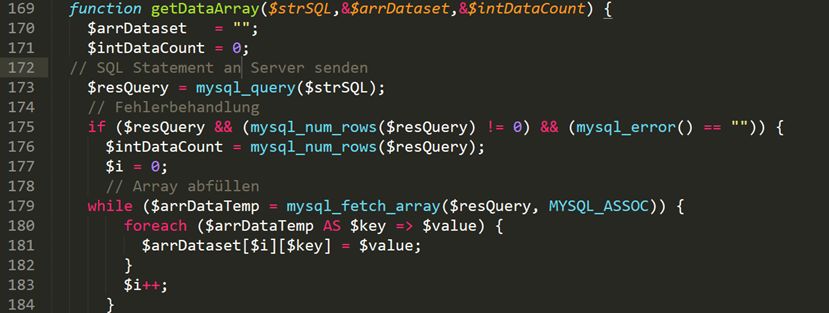 169 function getDataArray($strSQL,&$arrDataset,&$intDataCount) {
170 $arrDataset   = "";
171 $intDataCount = 0;
172 // SQL Statement an Server senden
173 $resQuery = mysql_query($strSQL);
174 // Fehlerbehandlung
175 if ($resQuery && (mysql_num_rows($resQuery) != 0) && (mysql_error() == "")) {
176 $intDataCount = mysql_num_rows($resQuery);
177 $i = 0;
178 // Array abfüllen
179 while ($arrDataTemp = mysql_fetch_array($resQuery, MYSQL_ASSOC)) {
180 foreach ($arrDataTemp AS $key => $value) {
181 $arrDataset[$i][$key] = $value;
182 }
183 $i++;
184 }